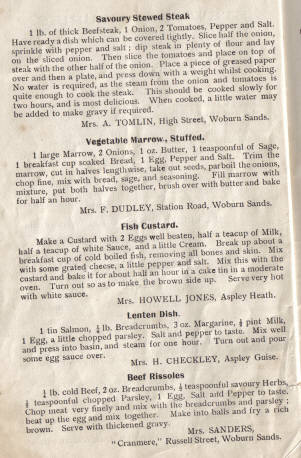 Savoury Stewed Steak
1 lb. of thick Beefsteak, 1 Onion, 2 Tomatoes, Pepper and Salt.
Have ready a dish which can be covered tightly. Slice half the onion,
sprinkle with pepper and salt ; dip steak in plenty of flour and lay
on the sliced onion. Then slice the tomatoes and place on top of
steak with the other half of the onion. Place a piece of greased paper
over and then a plate, and press down with a weight whilst cooking.
No water is required, as the steam from the onion and tomatoes is
quite enough to cook the steak. This should be cooked slowly for
two hours, and is most delicious. When cooked, a little water may
be added to make gravy if required.
Mrs. A. TOMLIN, High Street, Woburn Sands.
Vegetable Marrow, Stuffed.
1 large Marrow, 2 Onions, 1 oz. Butter, 1 teaspoonful of Sage,
1 breakfast cup soaked Bread, 1 Egg, Pepper and Salt. Trim the
marrow, cut in halves lengthwise, take out seeds, parboil the onions,
chop fine, mix with bread, sage, and seasoning. Fill marrow with
mixture, put both halves together, brush over with butter and bake
for half an hour.
Mrs. F. DUDLEY, Station Road, Woburn Sands.
Fish Custard.
Make a Custard with 2 Eggs well beaten, half a teacup of Milk,
half a teacup of white Sauce, and a little Cream. Break up about a
breakfast cup of cold boiled fish, removing all bones and skin. Mix
with some grated cheese, a little pepper and salt. Mix this with the
custard and bake it for about half an hour in a cake tin in a moderate
oven. Turn out so as to make the brown side up. Serve very hot
with white sauce.
Mrs. HOWELL JONES, Aspley Heath.
Lenten Dish.
1 tin Salmon, ¼ lb. Breadcrumbs, 3 oz. Margarine, ½ pint Milk,
1 Egg, a little chopped parsley. Salt and pepper to taste. Mix well
and press into basin, and steam for one hour. Turn out and pour
some egg sauce over.
Mrs. H. CHECKLEY, Aspley Guise.
Beef Rissoles
lb. cold Beef, 2 oz. Breadcrumbs, teaspoonful savoury Herbs,
teaspoonful chopped Parsley, 1 Egg, Salt and Pepper to taste.
Chop meat very finely and mix with the breadcrumbs and parsley ;
beat up the egg and mix together. Make into balls and fry a rich
brown. Serve with thickened gravy.
Mrs. SANDERS,
"Cranmere," Russell Street, Woburn Sands.